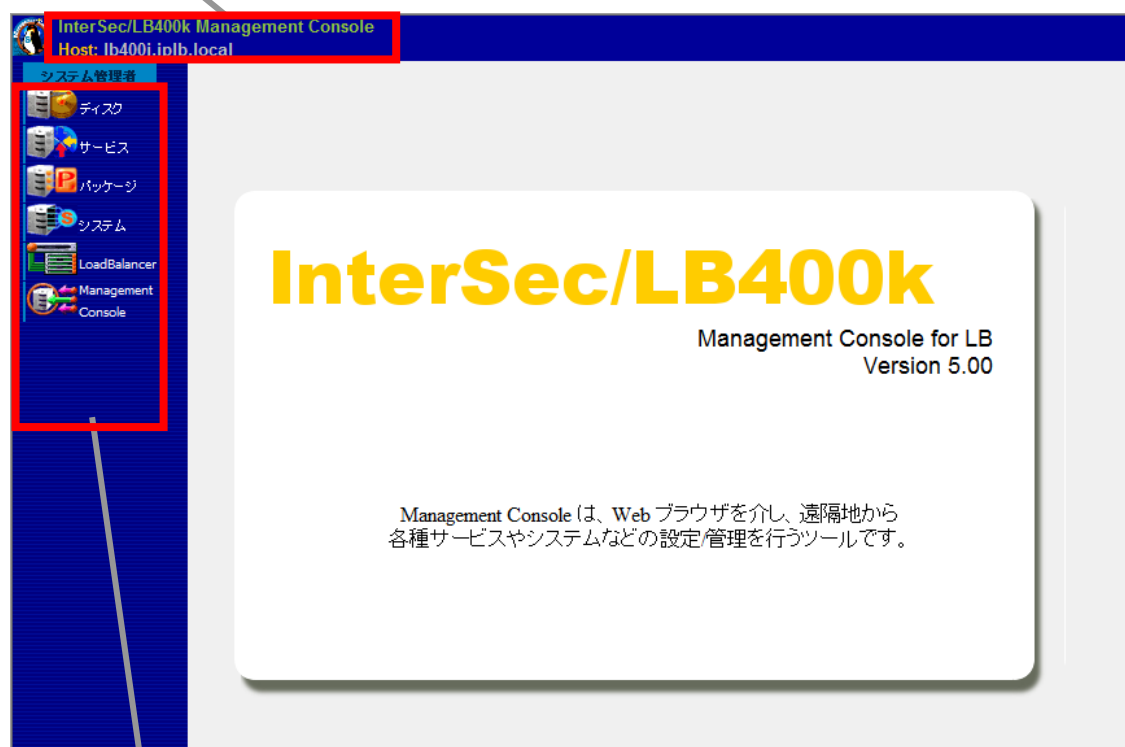 InterSec/LB400k Management Console
Host: lb400i.iplb.local
システム管理者
ディスク
サービス
パッケージ
システム
LoadBalancer
Management
Console
InterSec/LB400k
Management Console for LB
Version 5.00
Management Console は、Web ブラウザを介し、遠隔地から
各種サービスやシステムなどの設定/管理を行うツールです。